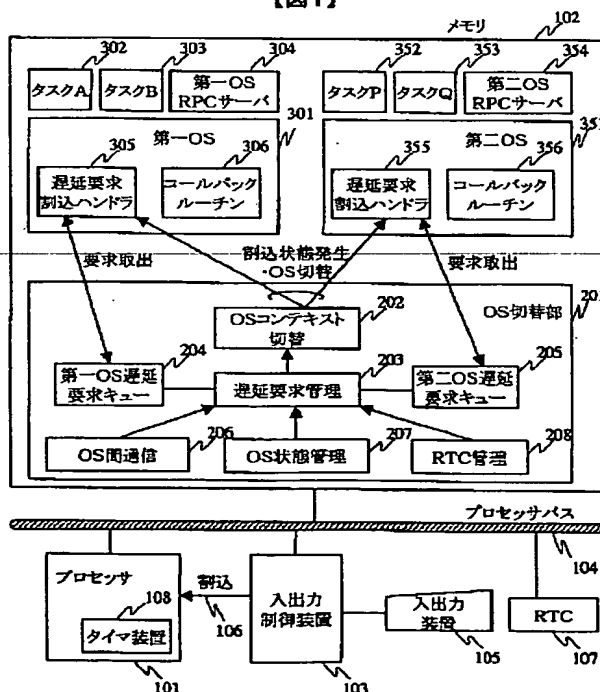 【図1】
メモリ
102
302
303
304
352
353
354
タスクA
タスクB
第一OS
RPCサーバ
タスクP
タスクQ
第二OS
RPCサーバ
第一OS
301
第二OS
351
305
306
355
356
遅延要求
割込ハンドラ
コールバック
ルーチン
遅延要求
割込ハンドラ
コールバック
ルーチン
要求取出
割込状態発生
・OS切替
要求取出
201
OS切替部
202
OSコンテキスト
切替
204
203
205
第一OS遅延
要求キュー
遅延要求管理
第二OS遅延
要求キュー
206
207
208
OS間通信
OS状態管理
RTC管理
プロセッサバス
104
プロセッサ
108
タイマ装置
101
割込
106
入出力
制御装置
103
入出力
装置
105
RTC
107